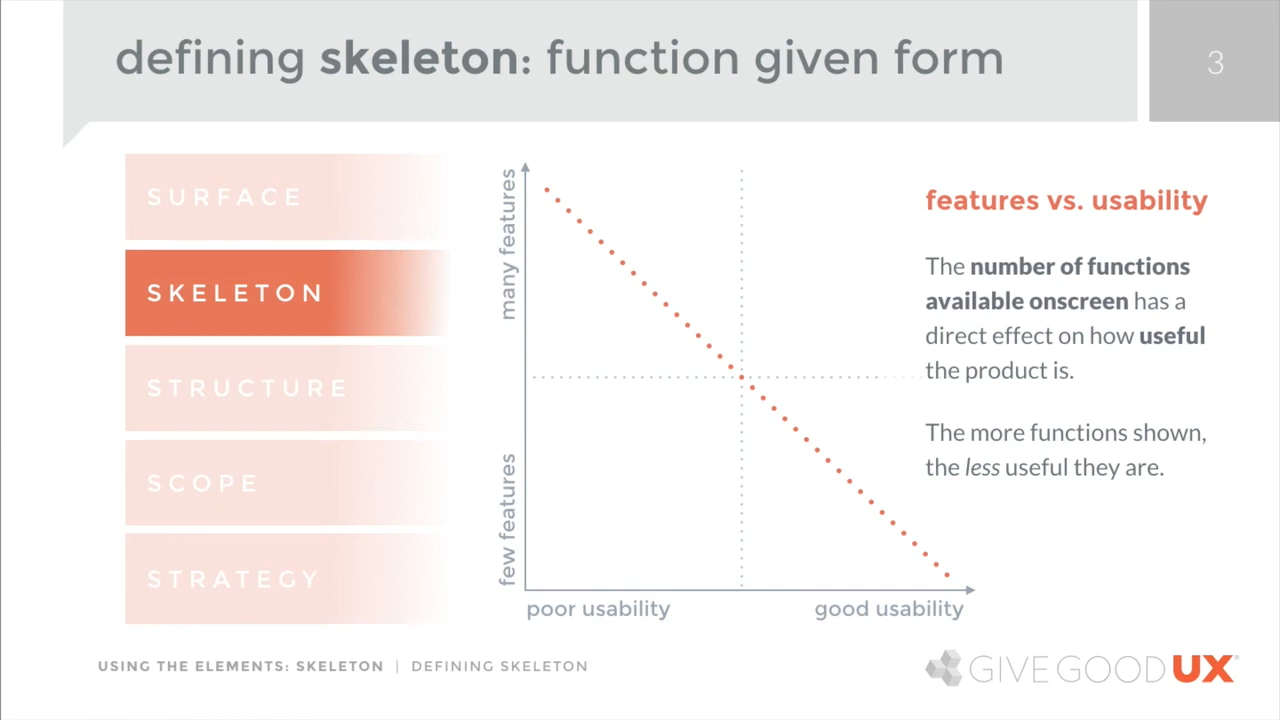 defining skeleton: function given form
3
SURFACE
SKELETON
STRUCTURE
SCOPE
STRATEGY
many features
few features
poor usability
good usability
features vs. usability
The number of functions
available onscreen has a
direct effect on how useful
the product is.
The more functions shown,
the less useful they are.
USING THE ELEMENTS: SKELETON | DEFINING SKELETON
GIVE GOOD UX®